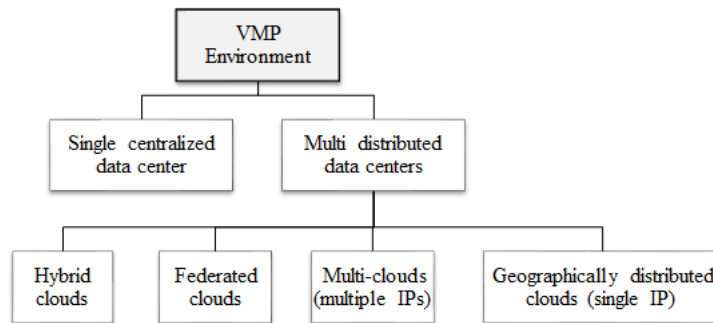 VMP
Environment
Single centralized
data center
Multi distributed
data centers
Hybrid
clouds
Federated
clouds
Multi-clouds
(multiple IPs)
Geographically distributed
clouds (single IP)